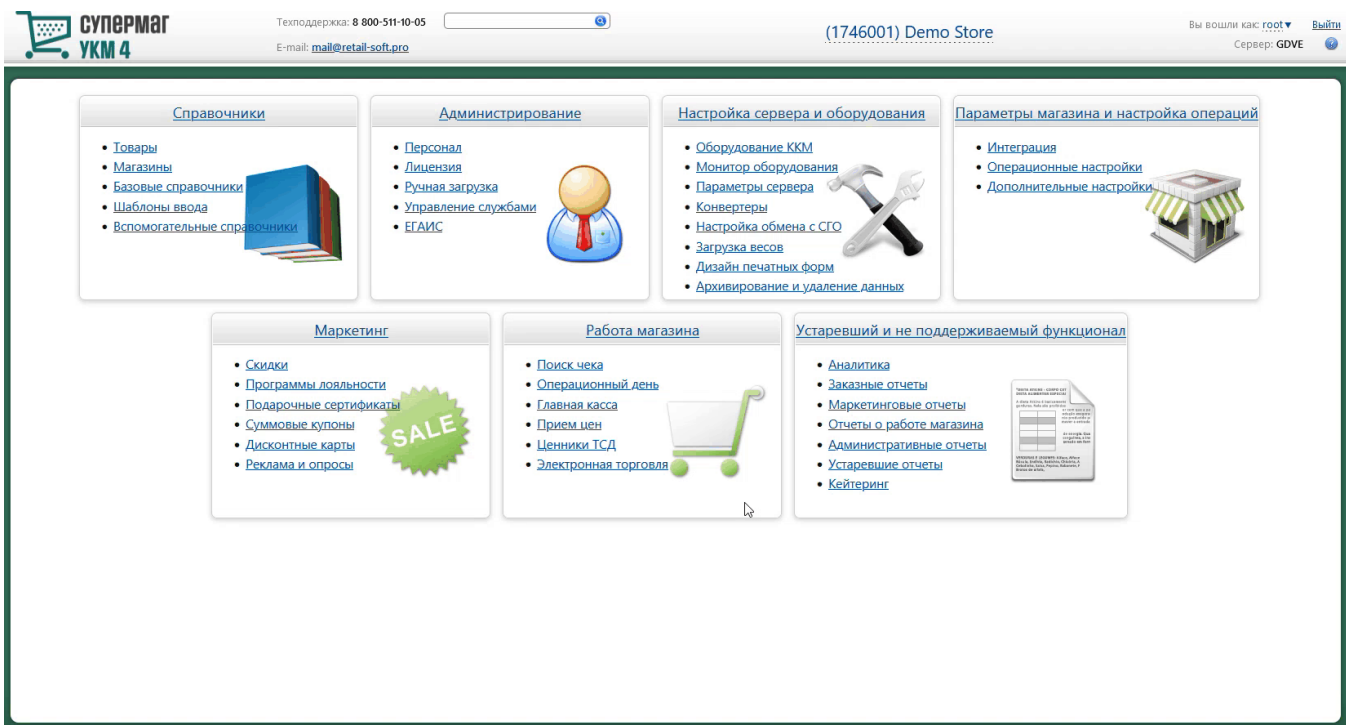 СУПЕРМАГ
УКМ 4
Техподдержка: 8 800-511-10-05
E-mail: mail@retail-soft.pro
(1746001) Demo Store
Вы вошли как: root▼ Выйти
Сервер: GDVE ?
Справочники
Товары
Магазины
Базовые справочники
Шаблоны ввода
Вспомогательные справочники
Администрирование
Персонал
Лицензия
Ручная загрузка
Управление службами
ЕГАИС
Настройка сервера и оборудования
Оборудование ККМ
Монитор оборудования
Параметры сервера
Конвертеры
Настройка обмена с СГО
Загрузка весов
Дизайн печатных форм
Архивирование и удаление данных
Параметры магазина и настройка операций
Интеграция
Операционные настройки
Дополнительные настройки
Маркетинг
Скидки
Программы лояльности
Подарочные сертификаты
Суммовые купоны
Дисконтные карты
Реклама и опросы
SALE
Работа магазина
Поиск чека
Операционный день
Главная касса
Прием цен
Ценники ТСД
Электронная торговля
Устаревший и не поддерживаемый функционал
Аналитика
Заказные отчеты
Маркетинговые отчеты
Отчеты о работе магазина
Административные отчеты
Устаревшие отчеты
Кейтеринг